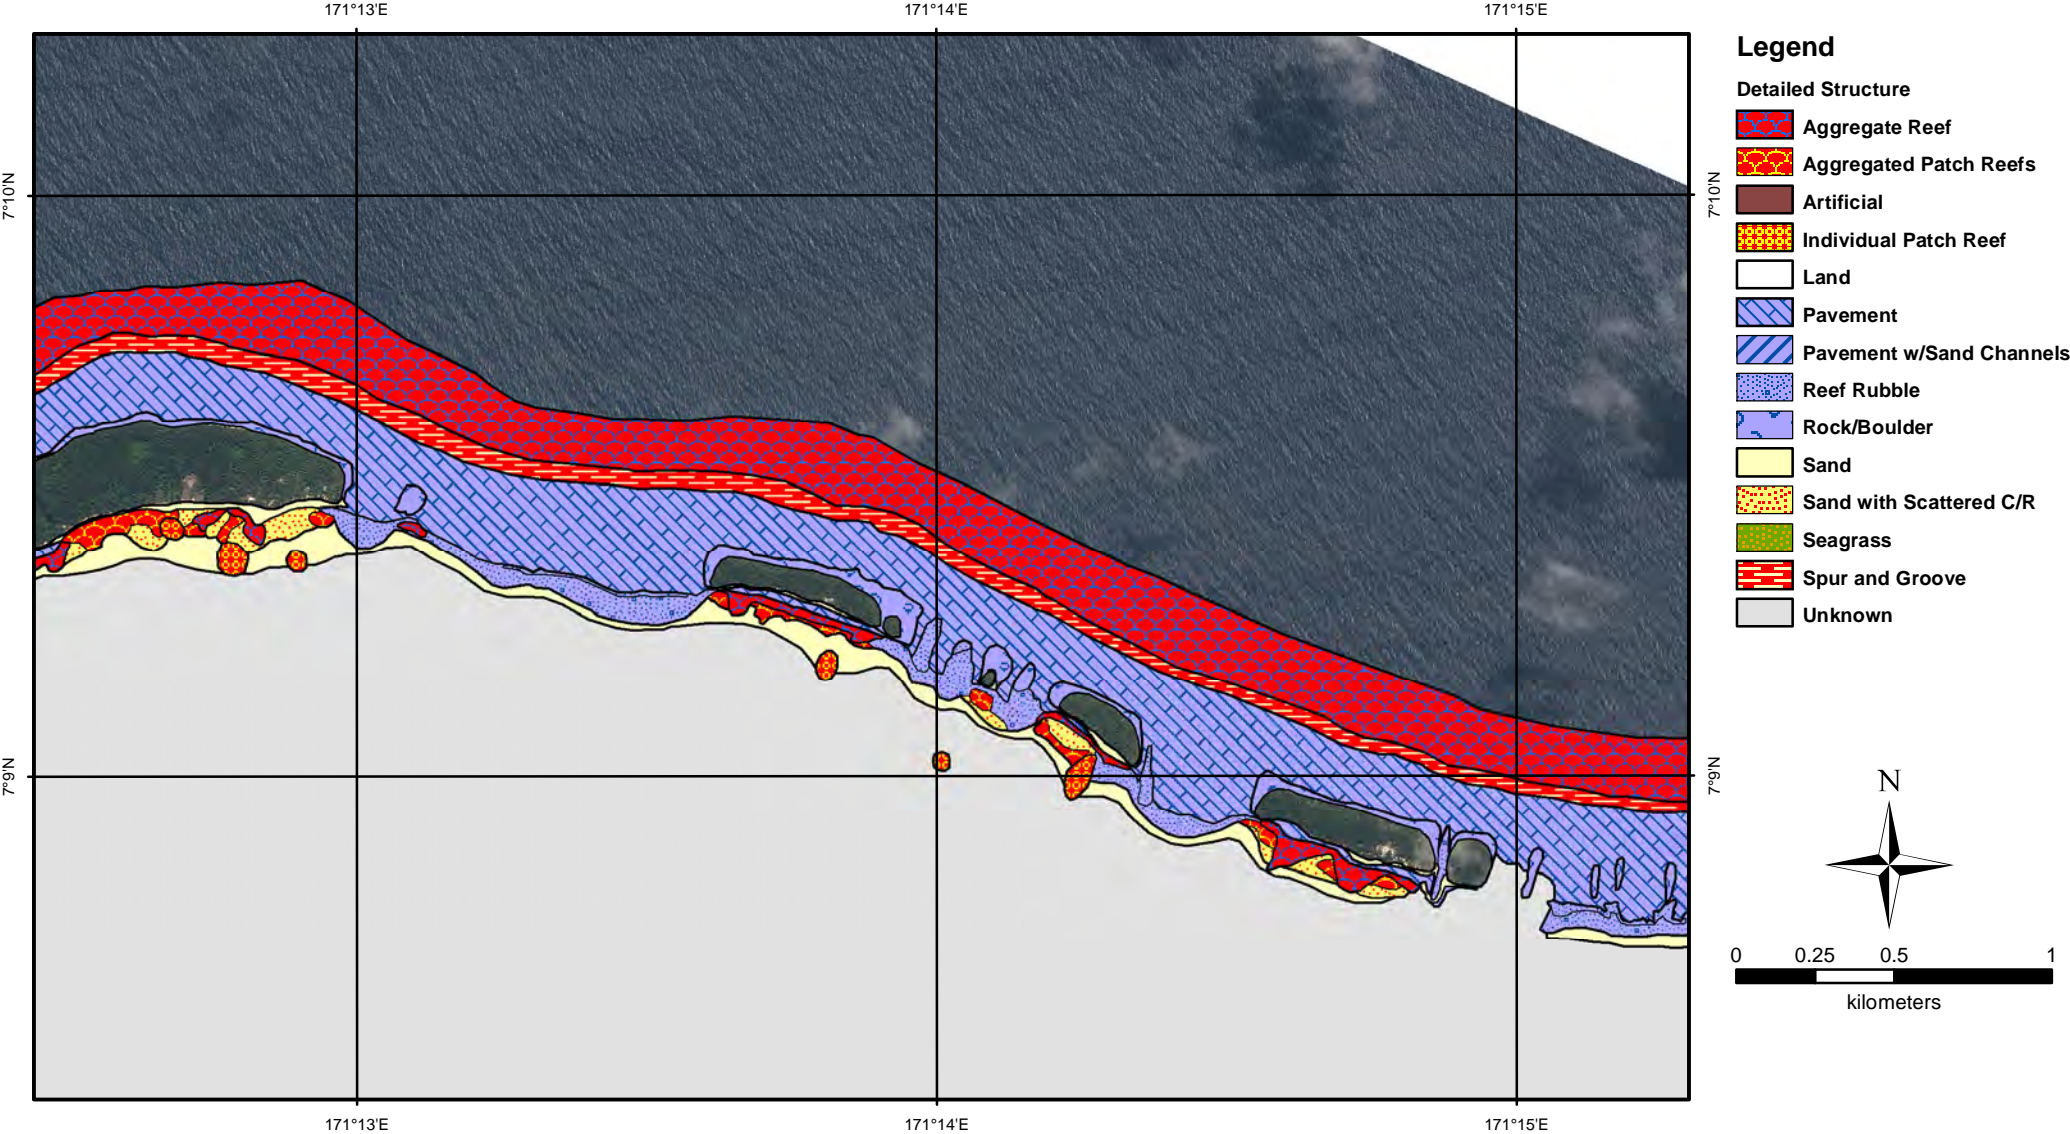 171°13'E 171°14'E 171°15'E
Legend
Detailed Structure
Aggregate Reef
Aggregated Patch Reefs
Artificial
Individual Patch Reef
Land
Pavement
Pavement w/Sand Channels
Reef Rubble
Rock/Boulder
Sand
Sand with Scattered C/R
Seagrass
Spur and Groove
Unknown
7°10'N 7°10'N
7°9'N 7°9'N
N
0 0.25 0.5 1
kilometers
171°13'E 171°14'E 171°15'E